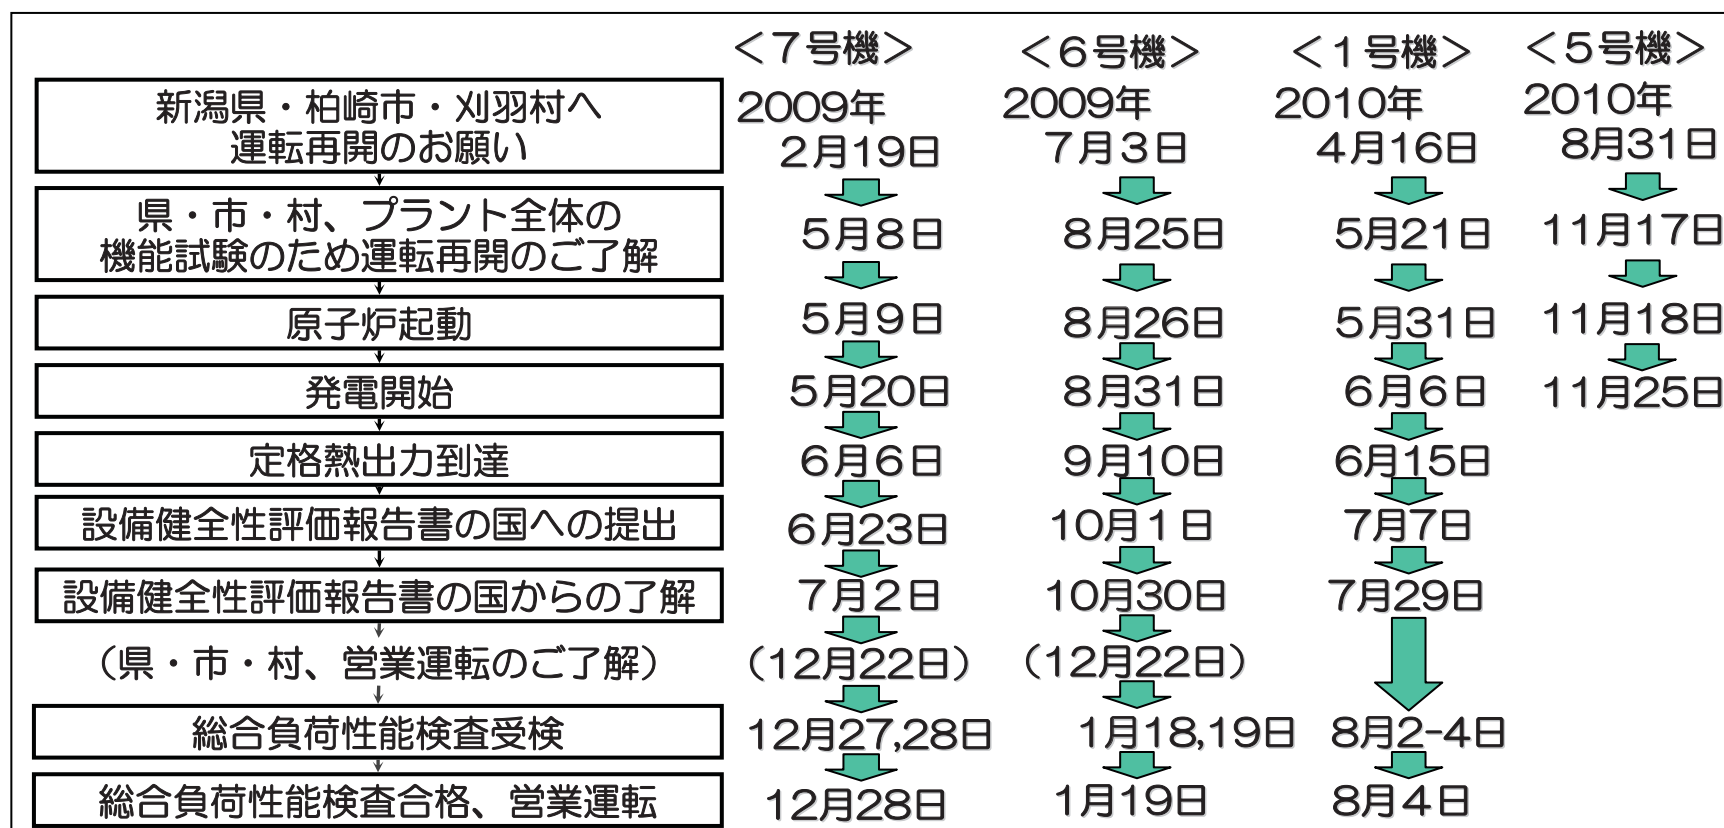 <7号機> <6号機> <1号機> <5号機>
新潟県・柏崎市・刈羽村へ 2009年 2009年 2010年 2010年
運転再開のお願い 2月19日 7月3日 4月16日 8月31日
県・市・村、プラント全体の
機能試験のため運転再開のご了解 5月8日 8月25日 5月21日 11月17日
原子炉起動 5月9日 8月26日 5月31日 11月18日
発電開始 5月20日 8月31日 6月6日 11月25日
定格熱出力到達 6月6日 9月10日 6月15日
設備健全性評価報告書の国への提出 6月23日 10月1日 7月7日
設備健全性評価報告書の国からの了解 7月2日 10月30日 7月29日
(県・市・村、営業運転のご了解) (12月22日) (12月22日)
総合負荷性能検査受検 12月27,28日 1月18,19日 8月2-4日
総合負荷性能検査合格、営業運転 12月28日 1月19日 8月4日